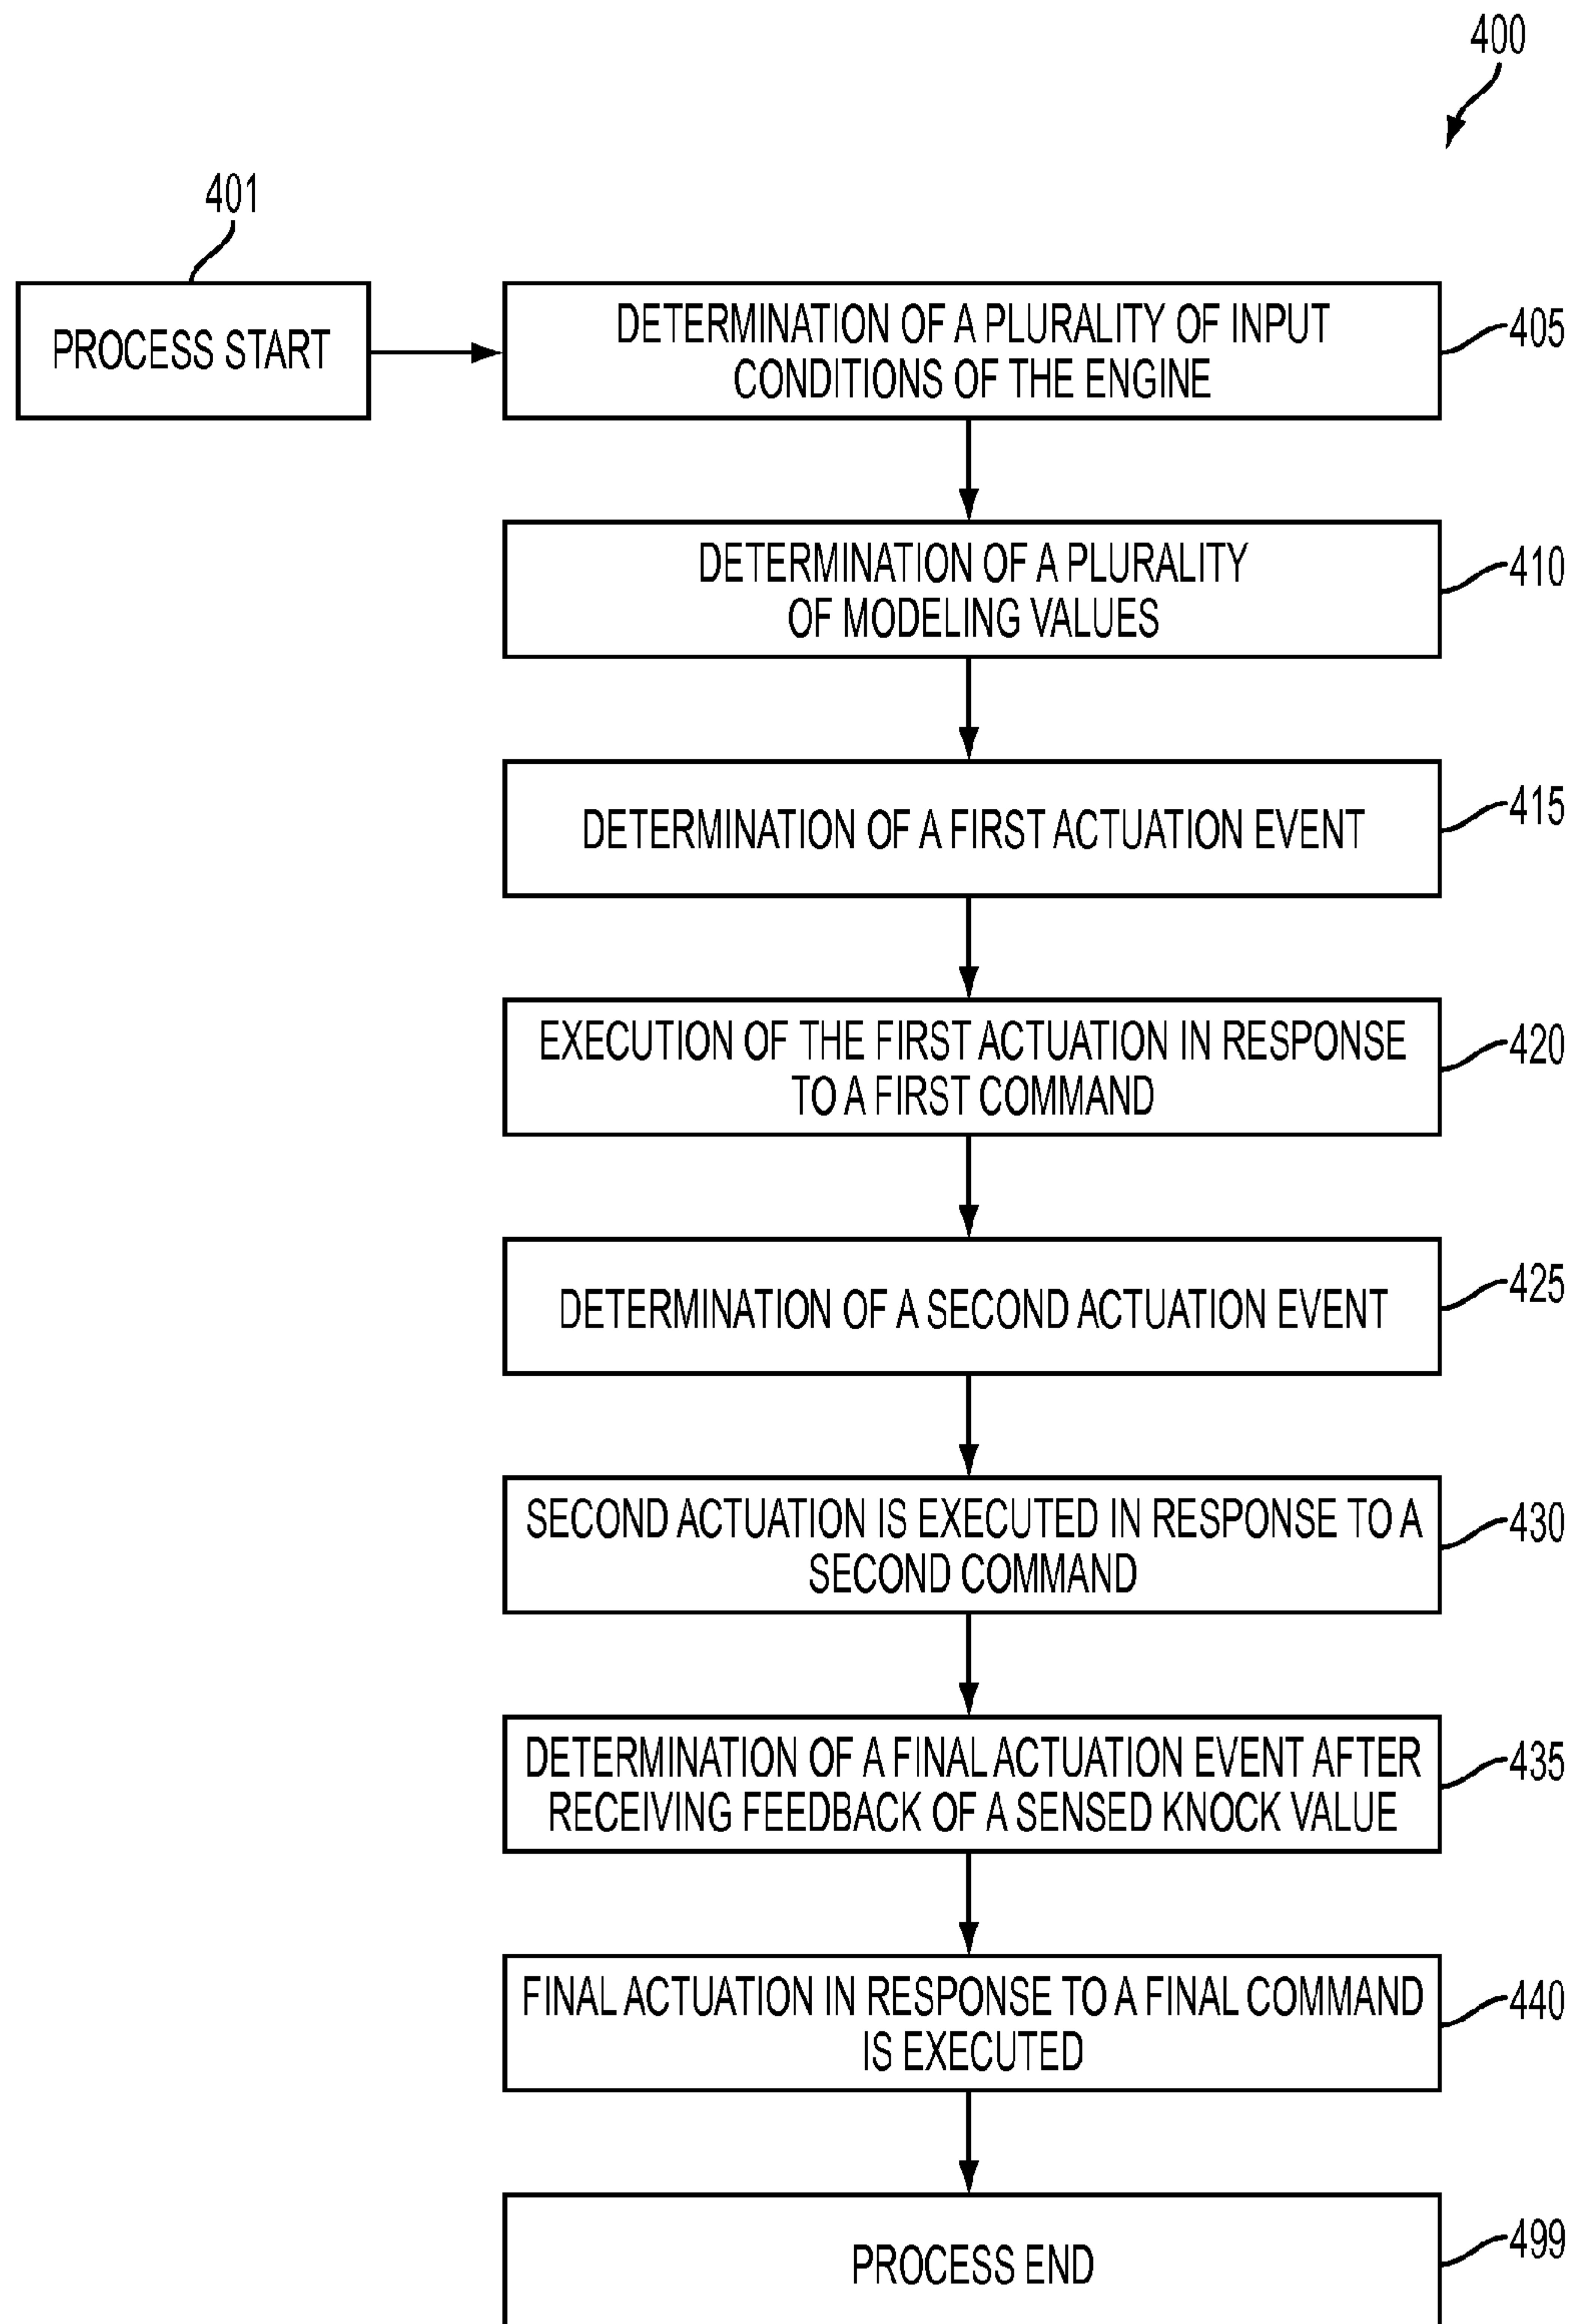 400
401
PROCESS START
DETERMINATION OF A PLURALITY OF INPUT
CONDITIONS OF THE ENGINE
405
DETERMINATION OF A PLURALITY
OF MODELING VALUES
410
DETERMINATION OF A FIRST ACTUATION EVENT
415
EXECUTION OF THE FIRST ACTUATION IN RESPONSE
TO A FIRST COMMAND
420
DETERMINATION OF A SECOND ACTUATION EVENT
425
SECOND ACTUATION IS EXECUTED IN RESPONSE TO A
SECOND COMMAND
430
DETERMINATION OF A FINAL ACTUATION EVENT AFTER
RECEIVING FEEDBACK OF A SENSED KNOCK VALUE
435
FINAL ACTUATION IN RESPONSE TO A FINAL COMMAND
IS EXECUTED
440
PROCESS END
499